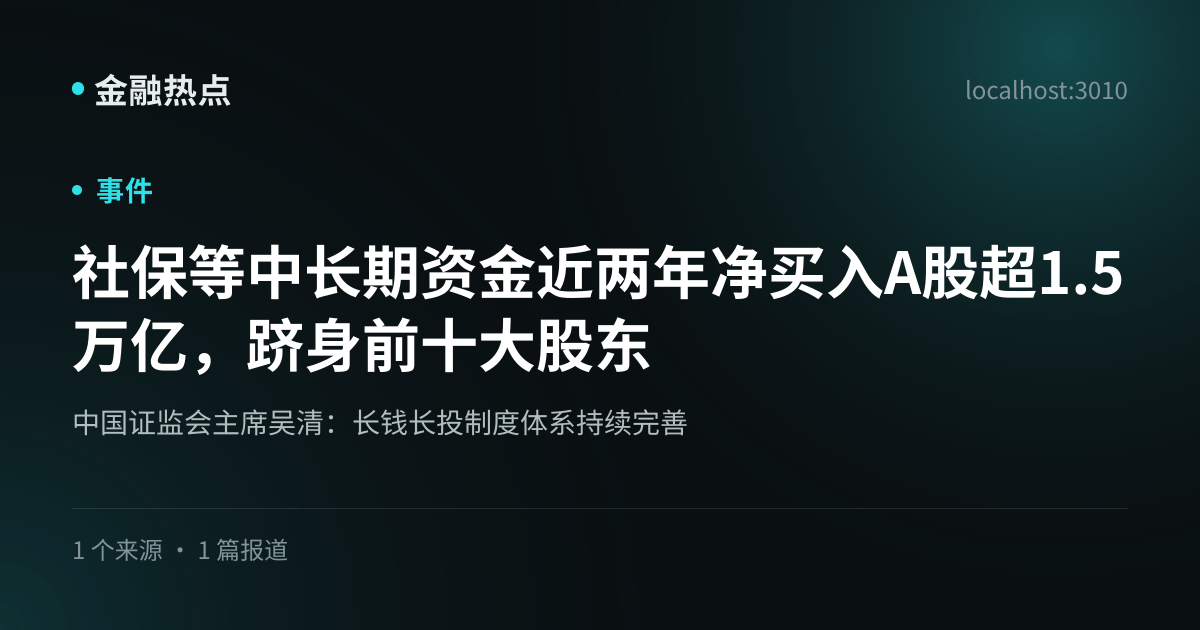 金融热点
localhost:3010
事件
社保等中长期资金近两年净买入A股超1.5
万亿，跻身前十大股东
中国证监会主席吴清：长钱长投制度体系持续完善
1 个来源 · 1 篇报道